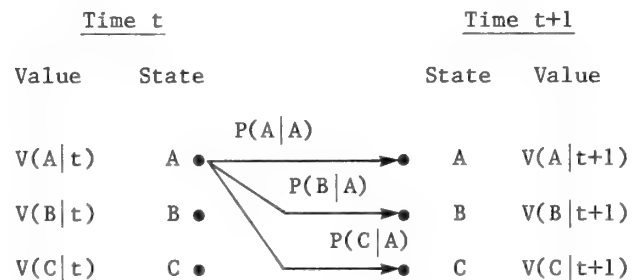 Time t Time t+1
Value State State Value
P(A|A)
V(A|t) A A V(A|t+1)
P(B|A)
V(B|t) B B V(B|t+1)
P(C|A)
V(C|t) C C V(C|t+1)